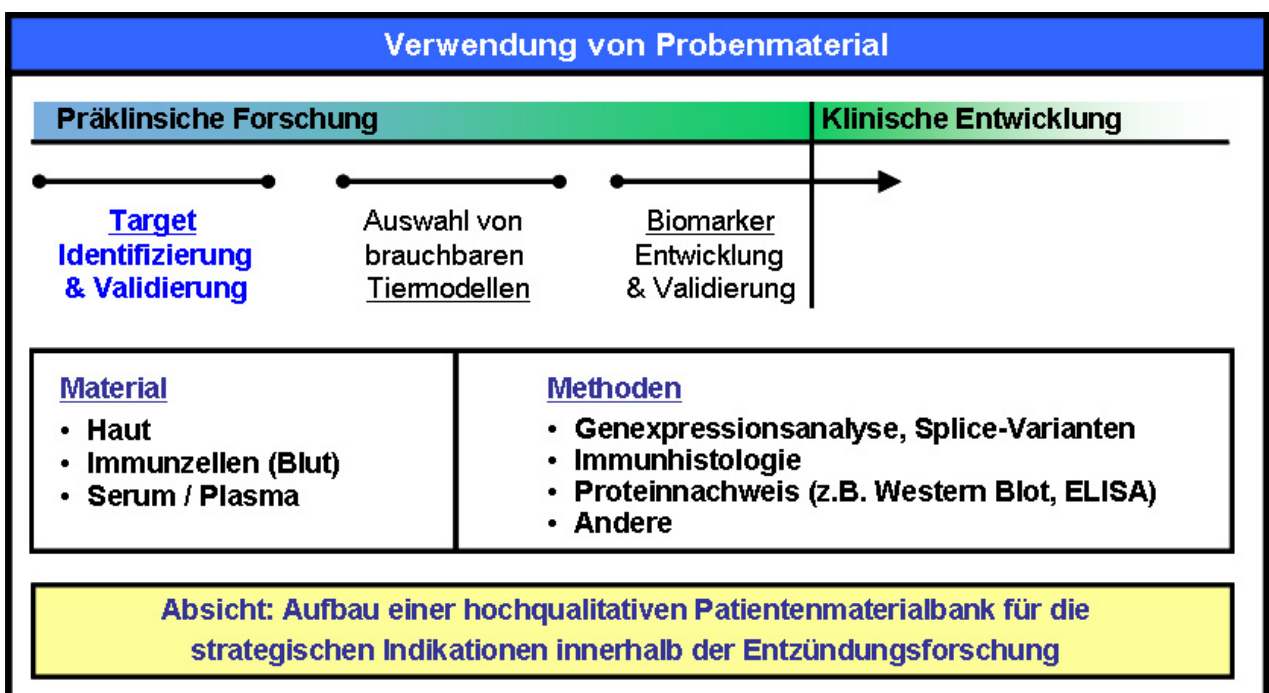 Verwendung von Probenmaterial
Präklinsiche Forschung
Klinische Entwicklung
Target
Identifizierung
& Validierung
Auswahl von
brauchbaren
Tiermodellen
Biomarker
Entwicklung
& Validierung
Material
• Haut
• Immunzellen (Blut)
• Serum / Plasma
Methoden
• Genexpressionsanalyse, Splice-Varianten
• Immunhistologie
• Proteinnachweis (z.B. Western Blot, ELISA)
• Andere
Absicht: Aufbau einer hochqualitativen Patientenmaterialbank für die
strategischen Indikationen innerhalb der Entzündungsforschung